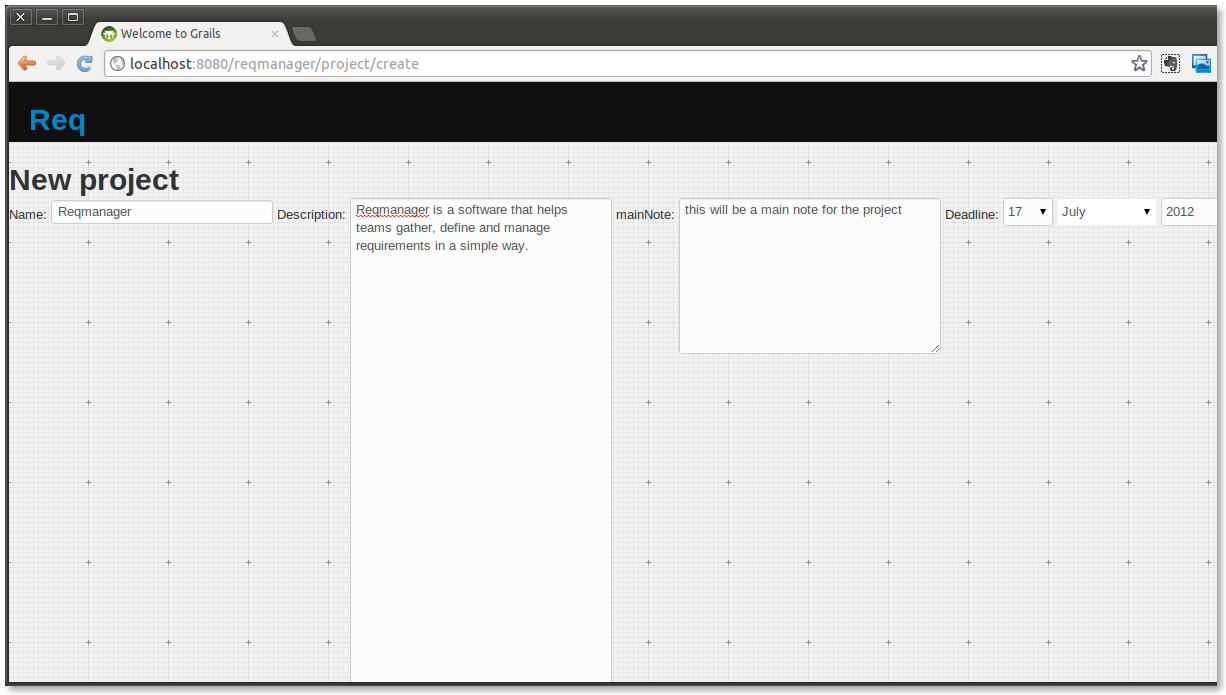 Welcome to Grails
localhost:8080/reqmanager/project/create
Req
New project
Name: Reqmanager Description: Reqmanager is a software that helps mainNote: this will be a main note for the project Deadline: 17 July 2012
teams gather, define and manage
requirements in a simple way.